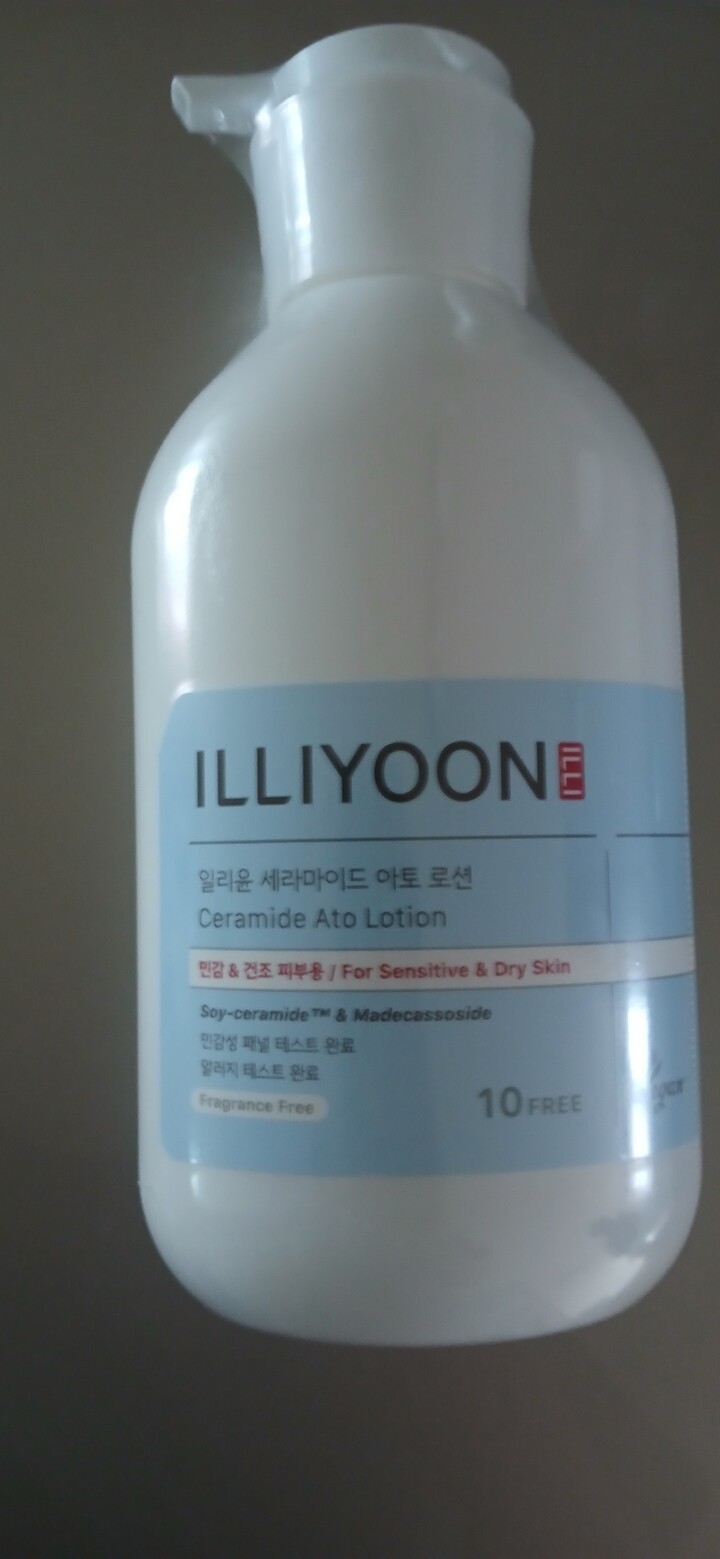 ILLIYOON ILLI
일리윤 세라마이드 아토 로션
Ceramide Ato Lotion
민감 & 건조 피부용 / For Sensitive & Dry Skin
Soy-ceramide™ & Madecassoside
민감성 패널 테스트 완료
알러지 테스트 완료
Fragrance Free
10 FREE